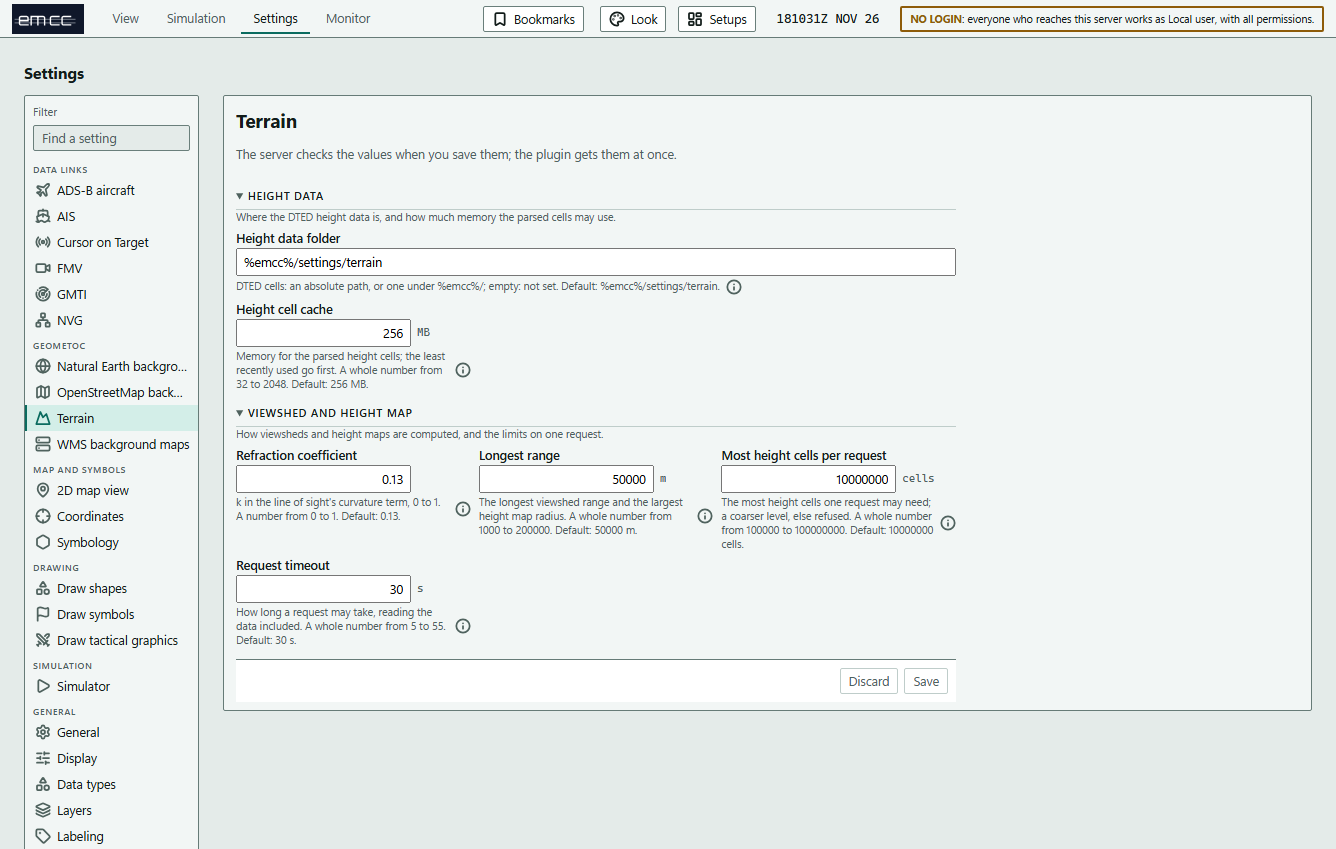 emcc
View
Simulation
Settings
Monitor
Bookmarks
Look
Setups
181031Z NOV 26
NO LOGIN: everyone who reaches this server works as Local user, with all permissions.
Settings
Filter
Find a setting
DATA LINKS
ADS-B aircraft
AIS
Cursor on Target
FMV
GMTI
NVG
GEOMETOC
Natural Earth backgro...
OpenStreetMap back...
Terrain
WMS background maps
MAP AND SYMBOLS
2D map view
Coordinates
Symbology
DRAWING
Draw shapes
Draw symbols
Draw tactical graphics
SIMULATION
Simulator
GENERAL
General
Display
Data types
Layers
Labeling
Terrain
The server checks the values when you save them; the plugin gets them at once.
HEIGHT DATA
Where the DTED height data is, and how much memory the parsed cells may use.
Height data folder
%emcc%/settings/terrain
DTED cells: an absolute path, or one under %emcc%/; empty: not set. Default: %emcc%/settings/terrain.
Height cell cache
256 MB
Memory for the parsed height cells; the least
recently used go first. A whole number from
32 to 2048. Default: 256 MB.
VIEWSHED AND HEIGHT MAP
How viewsheds and height maps are computed, and the limits on one request.
Refraction coefficient
0.13
k in the line of sight's curvature term, 0 to 1.
A number from 0 to 1. Default: 0.13.
Longest range
50000 m
The longest viewshed range and the largest
height map radius. A whole number from
1000 to 200000. Default: 50000 m.
Most height cells per request
10000000 cells
The most height cells one request may need;
a coarser level, else refused. A whole number
from 100000 to 100000000. Default: 10000000
cells.
Request timeout
30 s
How long a request may take, reading the
data included. A whole number from 5 to 55.
Default: 30 s.
Discard
Save